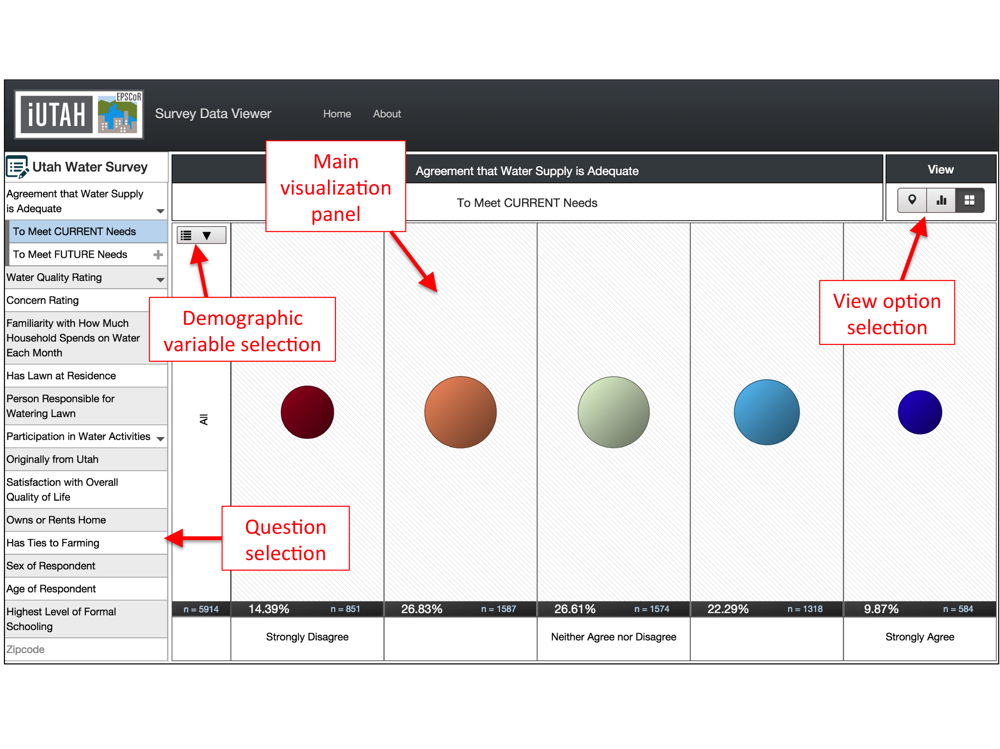 iUTAH
EPSCoR
Survey Data Viewer
Home
About
Utah Water Survey
Agreement that Water Supply
is Adequate
To Meet CURRENT Needs
To Meet FUTURE Needs
Water Quality Rating
Concern Rating
Familiarity with How Much
Household Spends on Water
Each Month
Has Lawn at Residence
Person Responsible for
Watering Lawn
Participation in Water Activities
Originally from Utah
Satisfaction with Overall
Quality of Life
Owns or Rents Home
Has Ties to Farming
Sex of Respondent
Age of Respondent
Highest Level of Formal
Schooling
Zipcode
Agreement that Water Supply is Adequate
To Meet CURRENT Needs
View
Main
visualization
panel
Demographic
variable selection
View option
selection
Question
selection
All
n = 5914
14.39% n = 851
26.83% n = 1587
26.61% n = 1574
22.29% n = 1318
9.87% n = 584
Strongly Disagree
Neither Agree nor Disagree
Strongly Agree